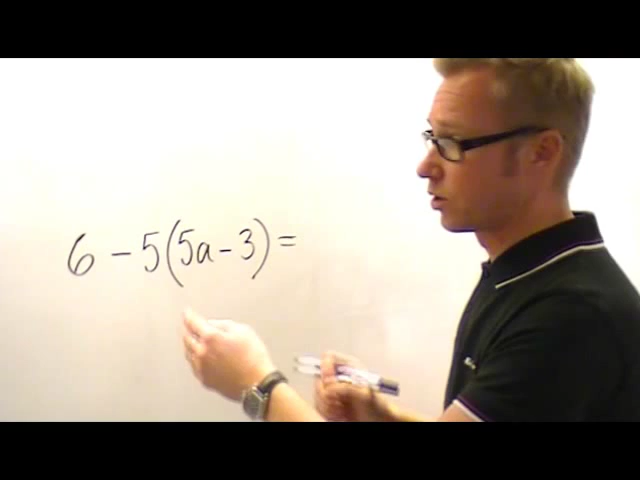 6 - 5(5a - 3) =